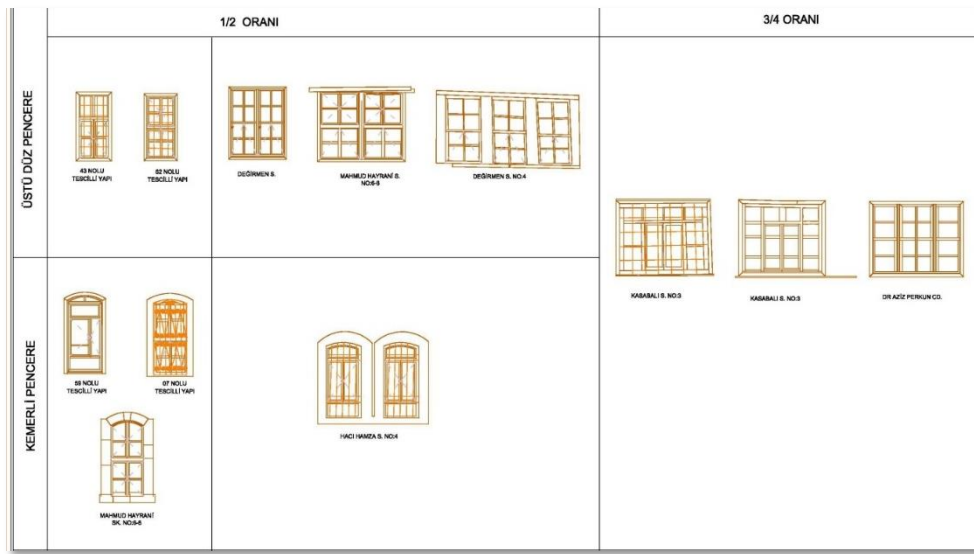 1/2 ORANI
3/4 ORANI
ÜSTÜ DÜZ PENCERE
43 NOLU
TESCİLLİ YAPI
82 NOLU
TESCİLLİ YAPI
DEĞİRMEN S.
MAHMUD HAYRANİ S.
NO:6-8
DEĞİRMEN S. NO:4
KASABALI S. NO:3
KASABALI S. NO:3
DR AZİZ PERKUN CD.
KEMERLİ PENCERE
59 NOLU
TESCİLLİ YAPI
07 NOLU
TESCİLLİ YAPI
HACI HAMZA S. NO:4
MAHMUD HAYRANİ
SK. NO:6-8